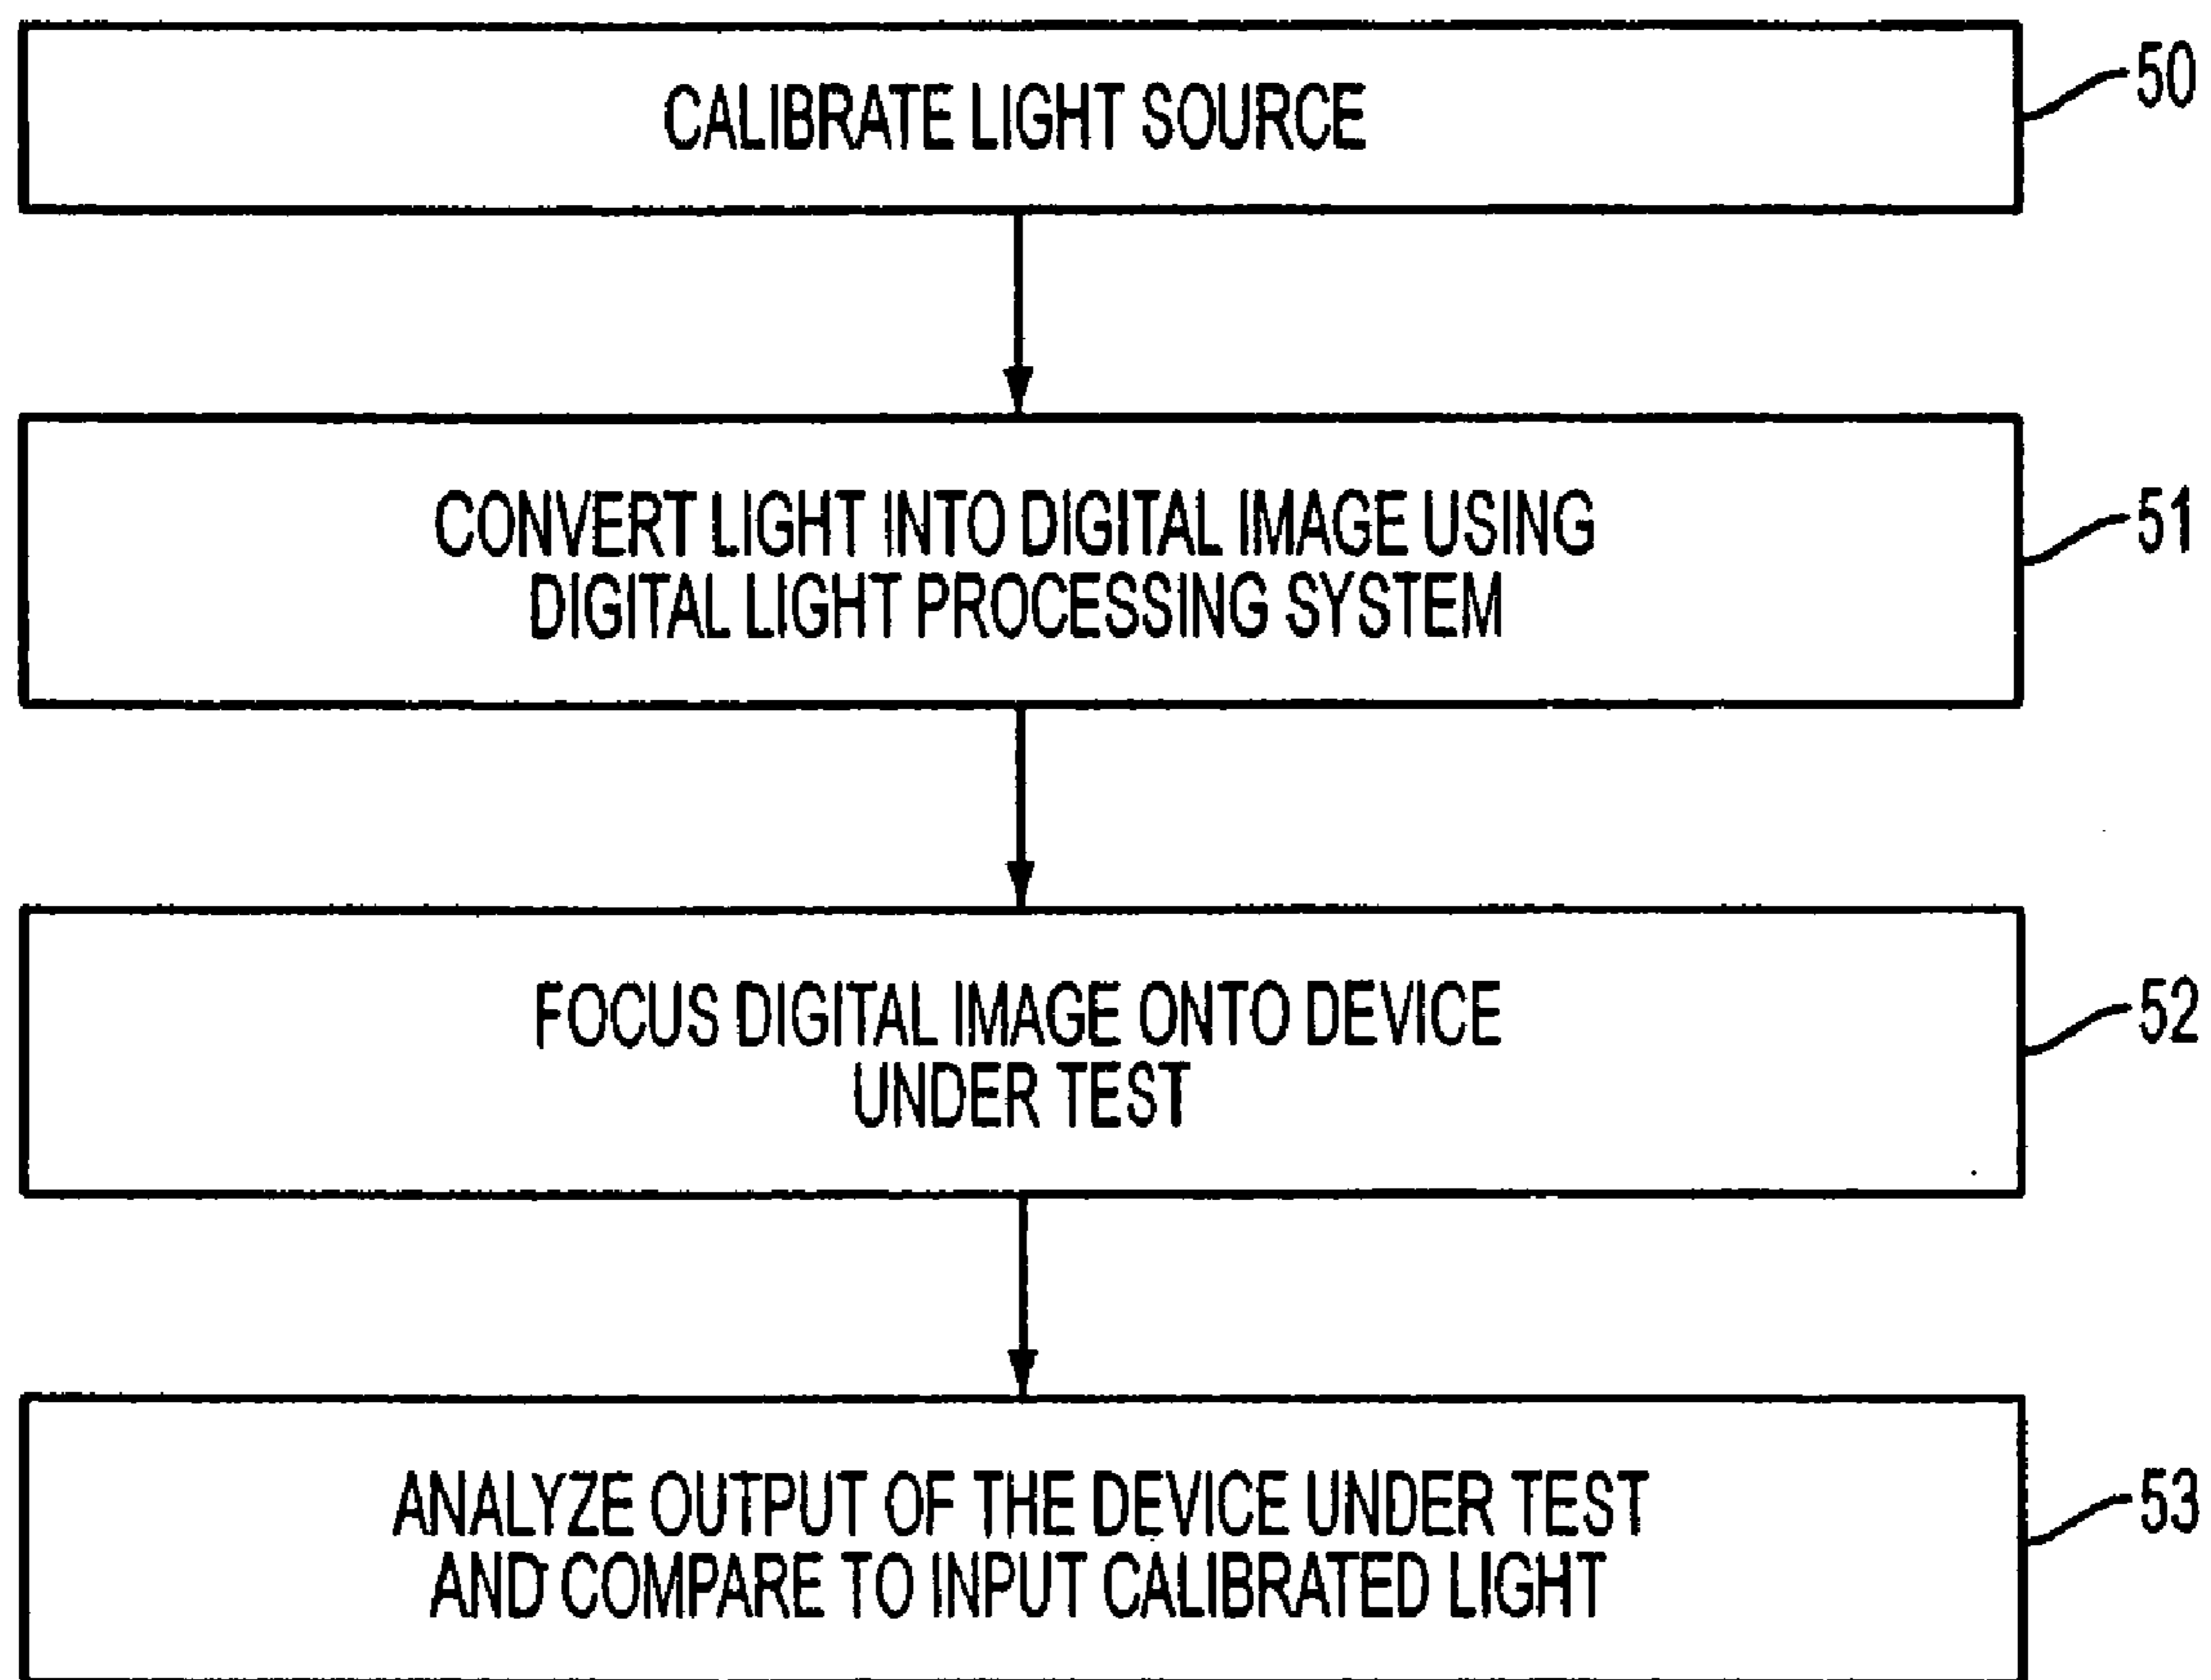 CALIBRATE LIGHT SOURCE
50
CONVERT LIGHT INTO DIGITAL IMAGE USING
DIGITAL LIGHT PROCESSING SYSTEM
51
FOCUS DIGITAL IMAGE ONTO DEVICE
UNDER TEST
52
ANALYZE OUTPUT OF THE DEVICE UNDER TEST
AND COMPARE TO INPUT CALIBRATED LIGHT
53